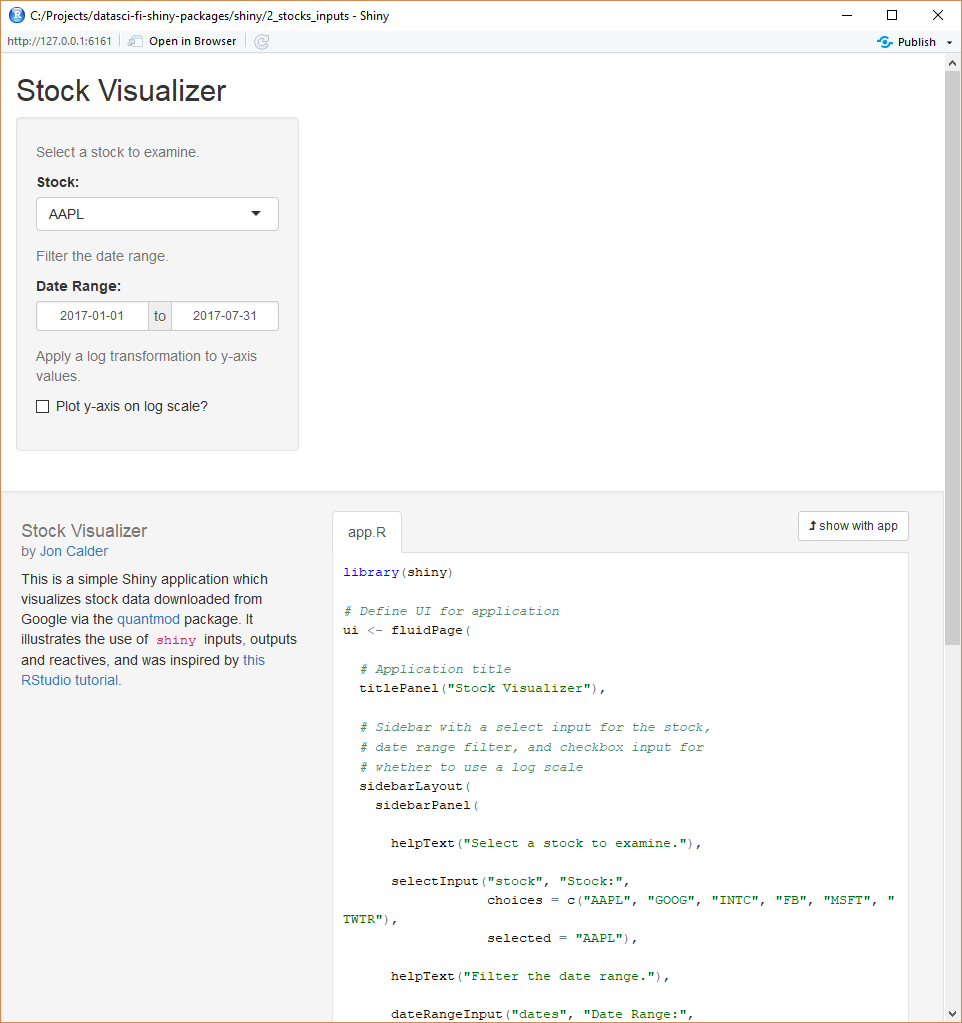 C:/Projects/datasci-fi-shiny-packages/shiny/2_stocks_inputs - Shiny
http://127.0.0.1:6161 Open in Browser Publish
Stock Visualizer
Select a stock to examine.
Stock:
AAPL
Filter the date range.
Date Range:
2017-01-01 to 2017-07-31
Apply a log transformation to y-axis
values.
Plot y-axis on log scale?
Stock Visualizer
by Jon Calder
This is a simple Shiny application which
visualizes stock data downloaded from
Google via the quantmod package. It
illustrates the use of shiny inputs, outputs
and reactives, and was inspired by this
RStudio tutorial.
app.R
show with app
library(shiny)
# Define UI for application
ui <- fluidPage(
# Application title
titlePanel("Stock Visualizer"),
# Sidebar with a select input for the stock,
# date range filter, and checkbox input for
# whether to use a log scale
sidebarLayout(
sidebarPanel(
helpText("Select a stock to examine."),
selectInput("stock", "Stock:",
choices = c("AAPL", "GOOG", "INTC", "FB", "MSFT", "
TWTR"),
selected = "AAPL"),
helpText("Filter the date range."),
dateRangeInput("dates", "Date Range:",